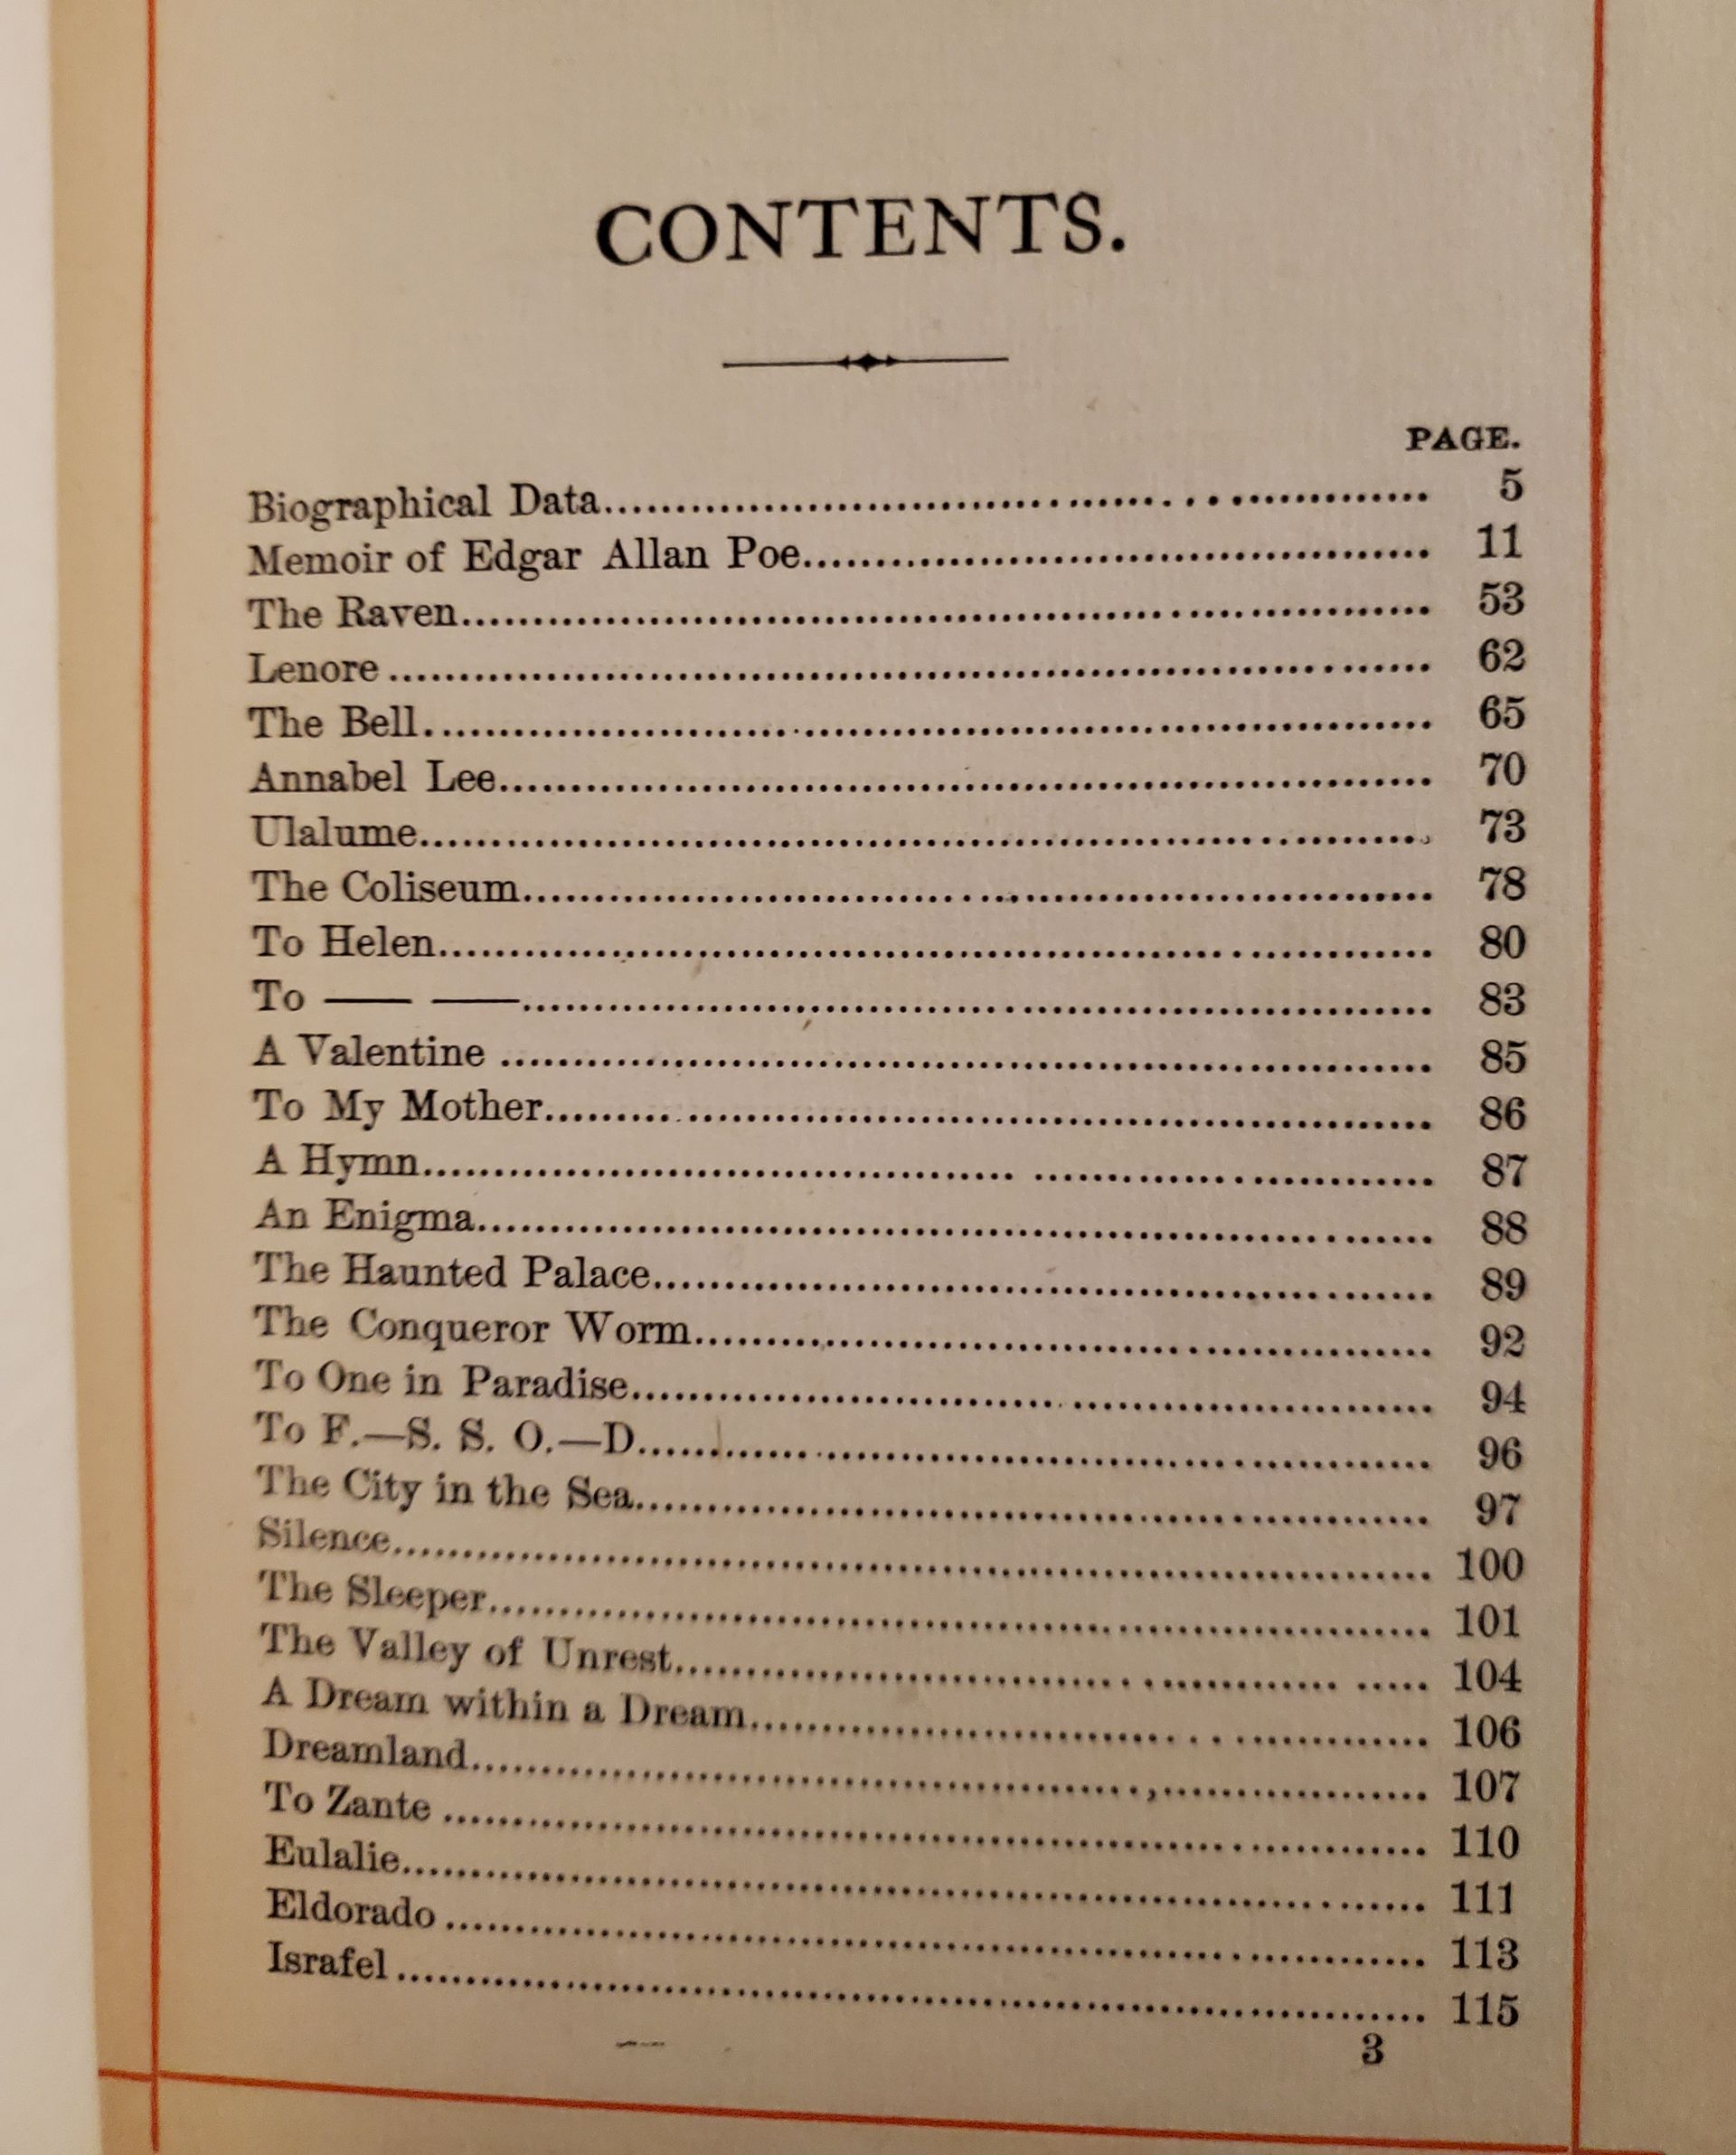 CONTENTS.
PAGE.
Biographical Data 5
Memoir of Edgar Allan Poe 11
The Raven 53
Lenore 62
The Bell 65
Annabel Lee 70
Ulalume 73
The Coliseum 78
To Helen 80
To —— —— 83
A Valentine 85
To My Mother 86
A Hymn 87
An Enigma 88
The Haunted Palace 89
The Conqueror Worm 92
To One in Paradise 94
To F.—S. S. O.—D 96
The City in the Sea 97
Silence 100
The Sleeper 101
The Valley of Unrest 104
A Dream within a Dream 106
Dreamland 107
To Zante 110
Eulalie 111
Eldorado 113
Israfel 115
3